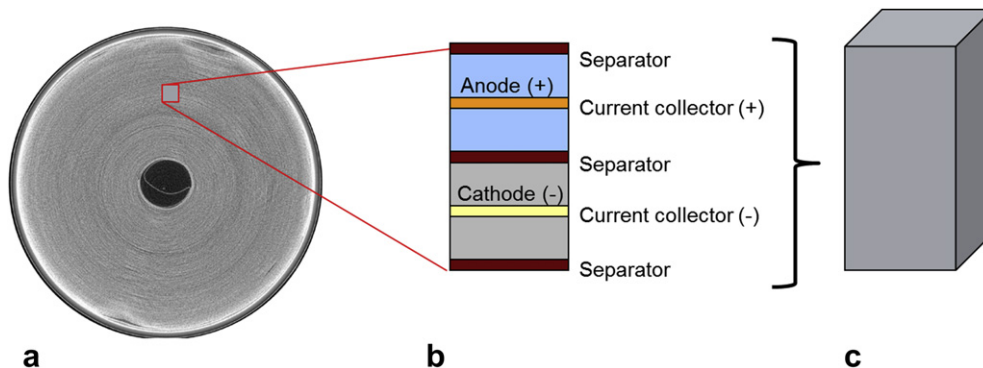 Separator
Anode (+)
Current collector (+)
Separator
Cathode (-)
Current collector (-)
Separator
a
b
c